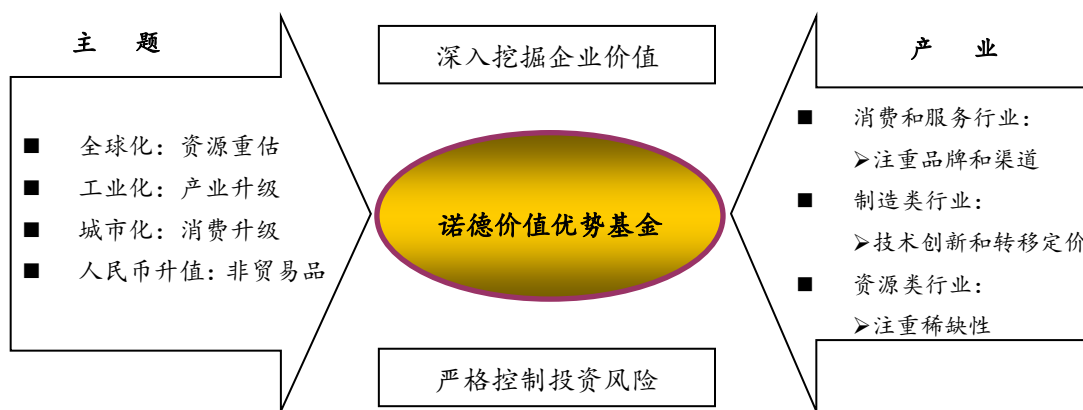 主 题
■ 全球化：资源重估
■ 工业化：产业升级
■ 城市化：消费升级
■ 人民币升值：非贸易品
深入挖掘企业价值
诺德价值优势基金
严格控制投资风险
产 业
■ 消费和服务行业：
➢注重品牌和渠道
■ 制造类行业：
➢技术创新和转移定价
■ 资源类行业：
➢注重稀缺性